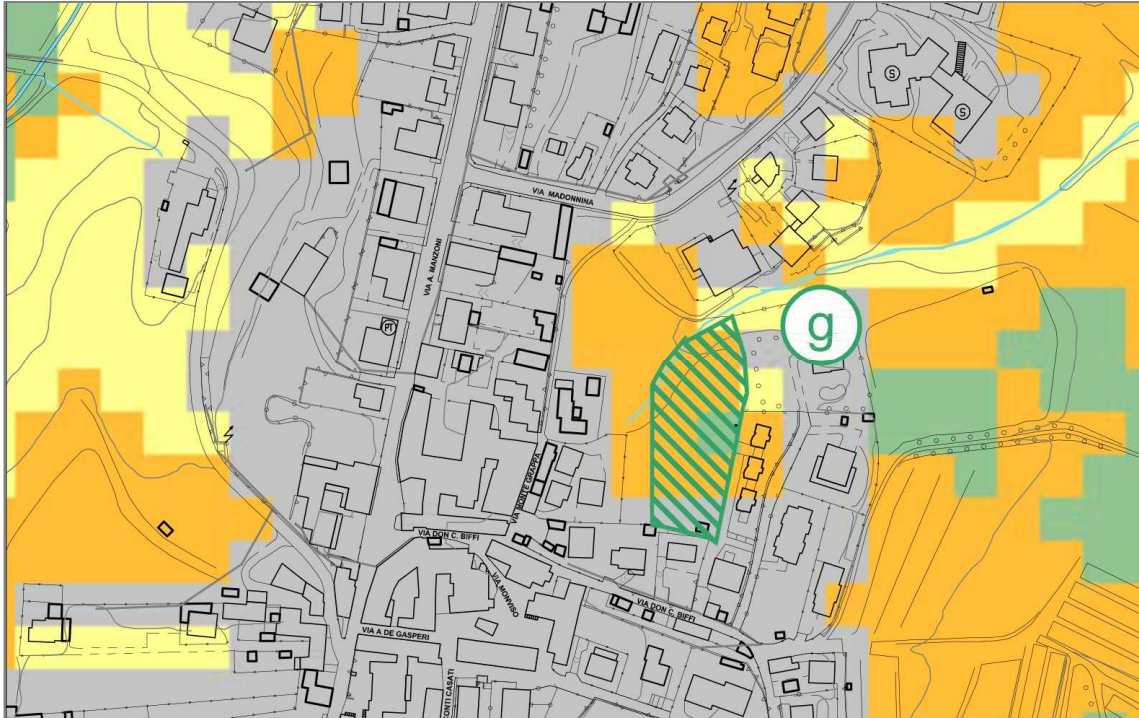 S
S
VIA MADONNINA
VIA A. MANZONI
g
PT
VIA MONTE GRAPPA
VIA DON C. BIFFI
VIA MONVISO
VIA DON C. BIFFI
VIA A DE GASPERI
CONTI CASATI